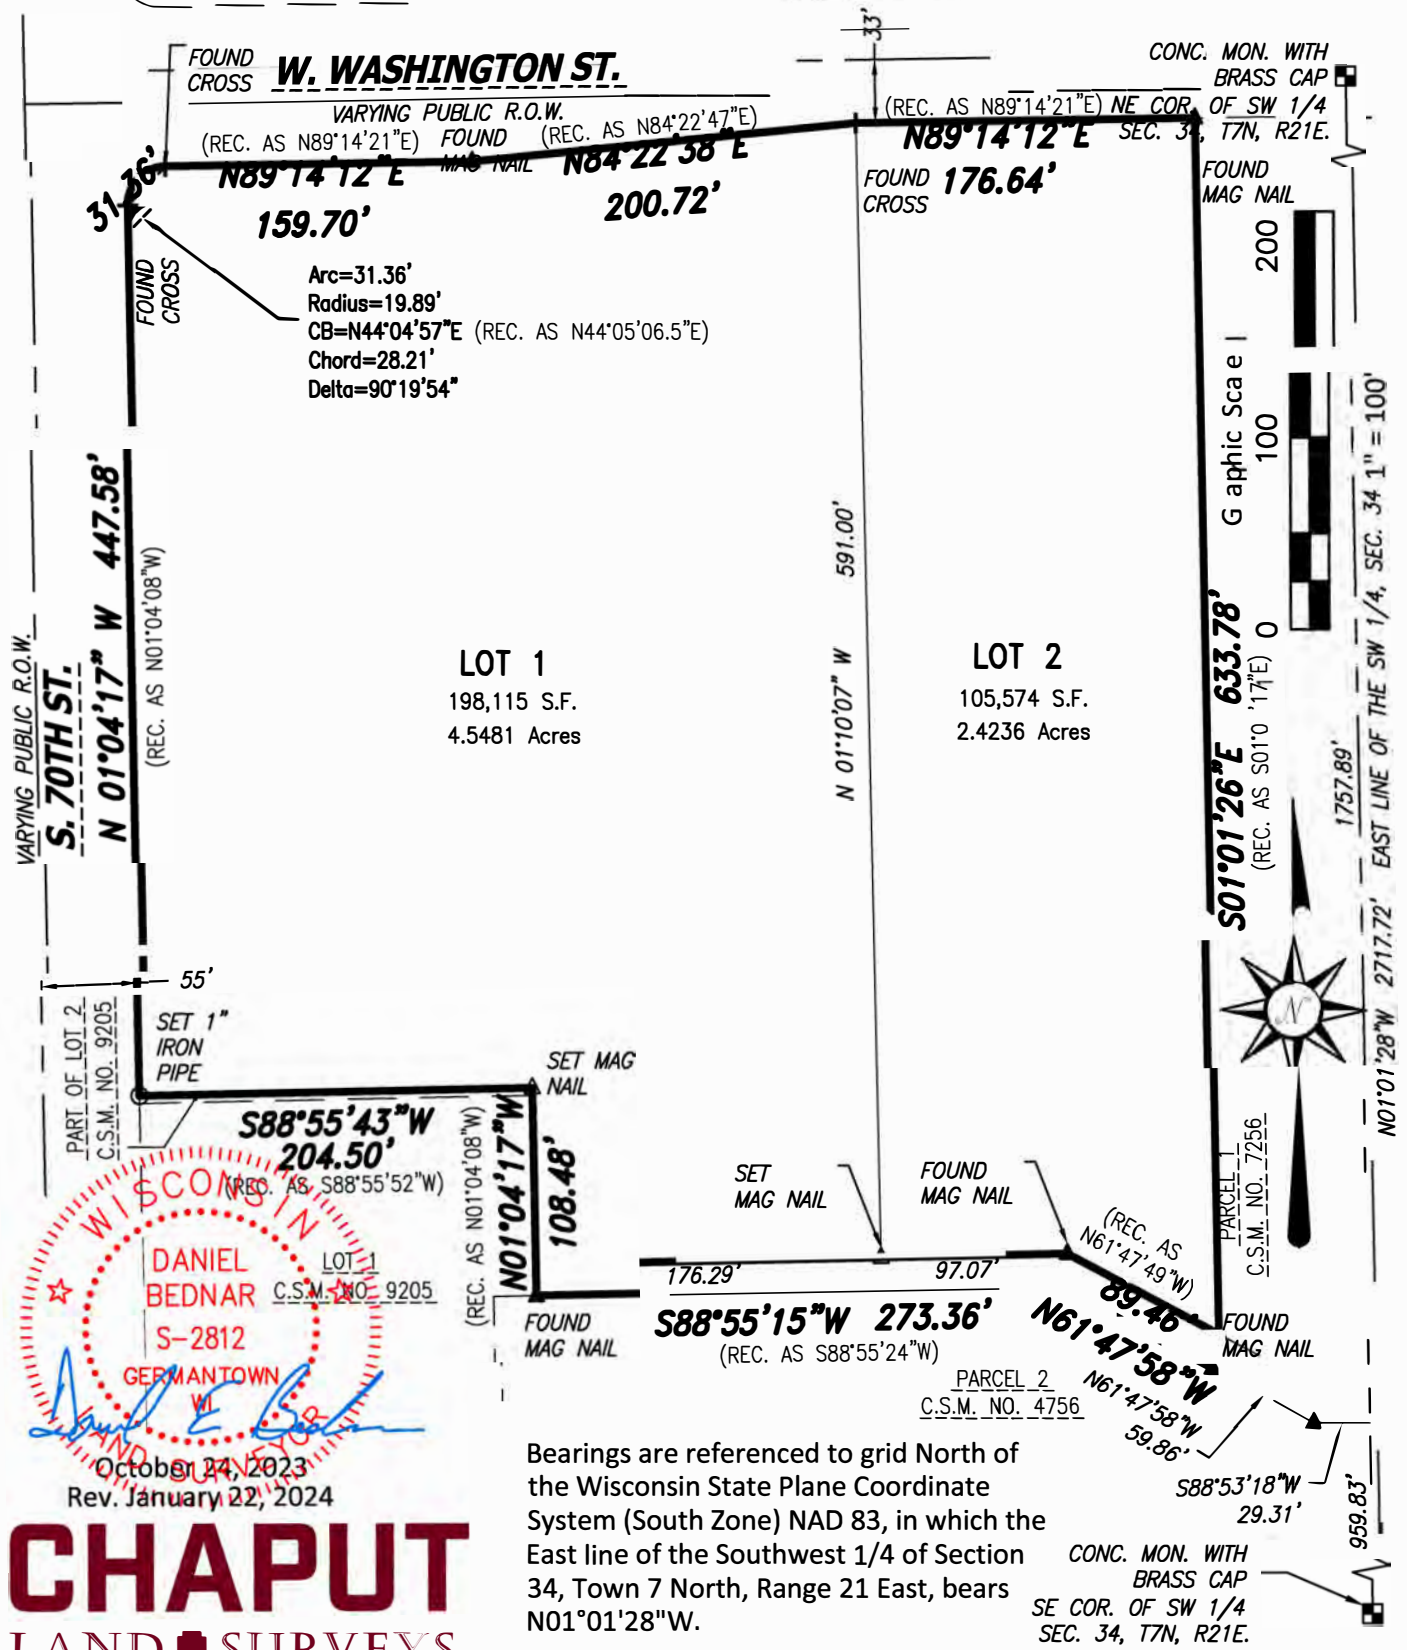 33'
FOUND
CROSS
W. WASHINGTON ST.
VARYING PUBLIC R.O.W.
CONC. MON. WITH
BRASS CAP
NE COR. OF SW 1/4
SEC. 34, T7N, R21E.
(REC. AS N89°14'21"E)
FOUND
MAG NAIL
(REC. AS N84°22'47"E)
(REC. AS N89°14'21"E)
N89°14'12"E
159.70'
N84°22'38"E
200.72'
N89°14'12"E
FOUND
CROSS
176.64'
FOUND
MAG NAIL
31.36'
FOUND
CROSS
Arc=31.36'
Radius=19.89'
CB=N44°04'57"E (REC. AS N44°05'06.5"E)
Chord=28.21'
Delta=90°19'54"
200
100
0
G aphic Sca e l
1" = 100'
VARYING PUBLIC R.O.W.
S. 70TH ST.
N 01°04'17" W 447.58'
(REC. AS N01°04'08"W)
LOT 1
198,115 S.F.
4.5481 Acres
N 01°10'07" W 591.00'
LOT 2
105,574 S.F.
2.4236 Acres
S01°01'26"E 633.78'
(REC. AS S01°0 '17"E)
1757.89'
N01°01'28"W 2717.72' EAST LINE OF THE SW 1/4, SEC. 34
N
55'
PART OF LOT 2
C.S.M. NO. 9205
SET 1"
IRON
PIPE
SET MAG
NAIL
S88°55'43"W
204.50'
(REC. AS S88°55'52"W)
(REC. AS N01°04'08"W)
N01°04'17"W
108.48'
LOT 1
C.S.M. NO. 9205
FOUND
MAG NAIL
SET
MAG NAIL
FOUND
MAG NAIL
176.29'
97.07'
S88°55'15"W 273.36'
(REC. AS S88°55'24"W)
(REC. AS
N61°47'49"W)
89.46'
N61°47'58"W
PARCEL 1
C.S.M. NO. 7256
FOUND
MAG NAIL
PARCEL 2
C.S.M. NO. 4756
N61°47'58"W
59.86'
S88°53'18"W
29.31'
959.83'
CONC. MON. WITH
BRASS CAP
SE COR. OF SW 1/4
SEC. 34, T7N, R21E.
WISCONSIN
DANIEL
BEDNAR
S-2812
GERMANTOWN
WI
LAND SURVEYOR
Daniel E Bednar
October 24, 2023
Rev. January 22, 2024
CHAPUT
LAND SURVEYS
Bearings are referenced to grid North of
the Wisconsin State Plane Coordinate
System (South Zone) NAD 83, in which the
East line of the Southwest 1/4 of Section
34, Town 7 North, Range 21 East, bears
N01°01'28"W.